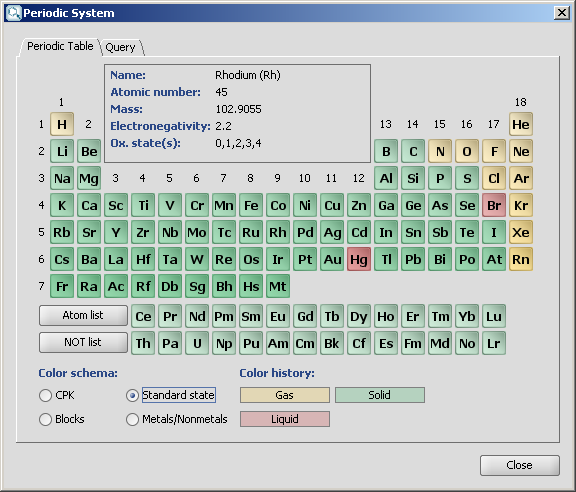 Periodic System
Periodic Table Query
Name: Rhodium (Rh)
Atomic number: 45
Mass: 102.9055
Electronegativity: 2.2
Ox. state(s): 0,1,2,3,4
1 18
1 H 2 13 14 15 16 17 He
2 Li Be B C N O F Ne
3 Na Mg 3 4 5 6 7 8 9 10 11 12 Al Si P S Cl Ar
4 K Ca Sc Ti V Cr Mn Fe Co Ni Cu Zn Ga Ge As Se Br Kr
5 Rb Sr Y Zr Nb Mo Tc Ru Rh Pd Ag Cd In Sn Sb Te I Xe
6 Cs Ba La Hf Ta W Re Os Ir Pt Au Hg Tl Pb Bi Po At Rn
7 Fr Ra Ac Rf Db Sg Bh Hs Mt
Atom list Ce Pr Nd Pm Sm Eu Gd Tb Dy Ho Er Tm Yb Lu
NOT list Th Pa U Np Pu Am Cm Bk Cf Es Fm Md No Lr
Color schema: Color history:
CPK Standard state Gas Solid
Blocks Metals/Nonmetals Liquid
Close